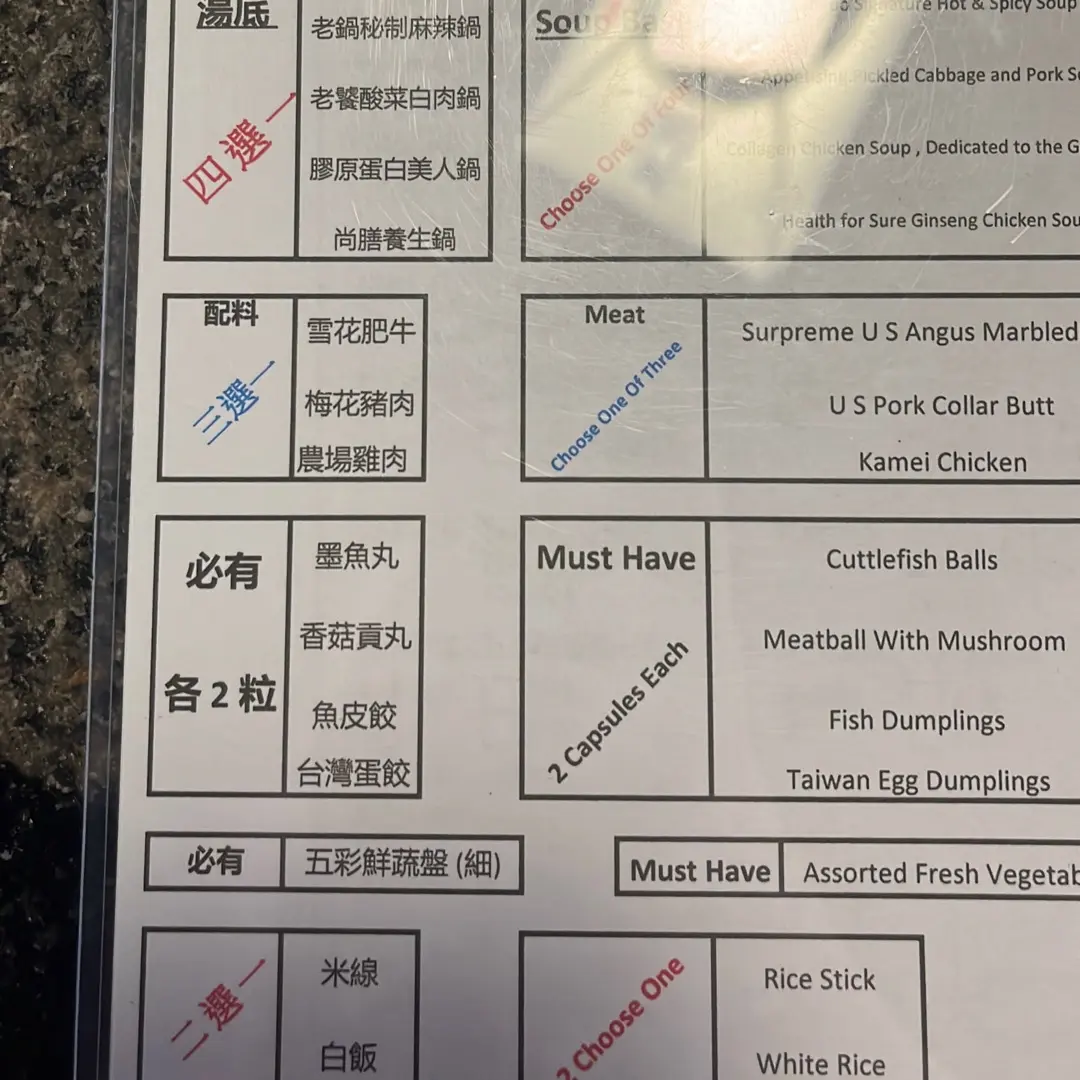 湯底
老鍋秘制麻辣鍋
老饕酸菜白肉鍋
膠原蛋白美人鍋
尚膳養生鍋
四選一
Soup
Signature Hot & Spicy Soup
Appetising Pickled Cabbage and Pork
Collagen Chicken Soup , Dedicated to the
Health for Sure Ginseng Chicken
Choose One Of Four
配料
三選一
雪花肥牛
梅花豬肉
農場雞肉
Meat
Choose One Of Three
Surpreme U S Angus Marbled
U S Pork Collar Butt
Kamei Chicken
必有
各 2 粒
墨魚丸
香菇貢丸
魚皮餃
台灣蛋餃
Must Have
2 Capsules Each
Cuttlefish Balls
Meatball With Mushroom
Fish Dumplings
Taiwan Egg Dumplings
必有
五彩鮮蔬盤 (細)
Must Have
Assorted Fresh
二選一
米線
白飯
2 Choose One
Rice Stick
White Rice